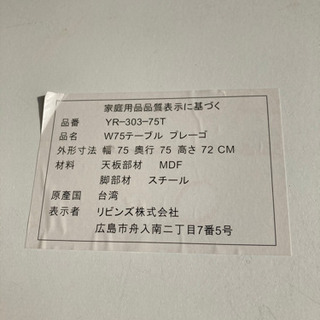 家庭用品品質表示に基づく
品番 YR-303-75T
品名 W75テーブル プレーゴ
外形寸法 幅 75 奥行 75 高さ 72 CM
材料 天板部材 MDF
脚部材 スチール
原産国 台湾
表示者 リビンズ株式会社
広島市舟入南二丁目7番5号